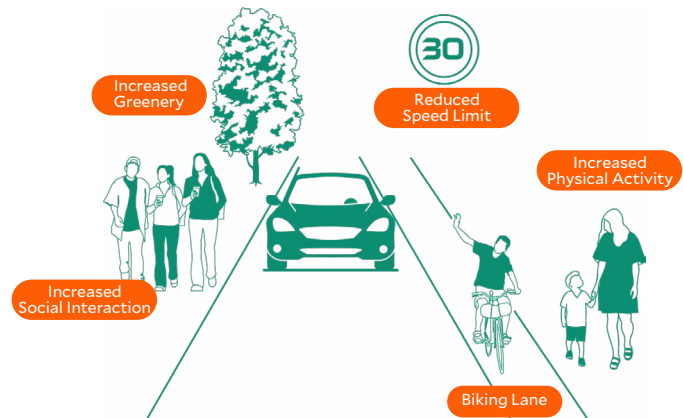 30
Increased
Greenery
Reduced
Speed Limit
Increased
Physical Activity
Increased
Social Interaction
Biking Lane